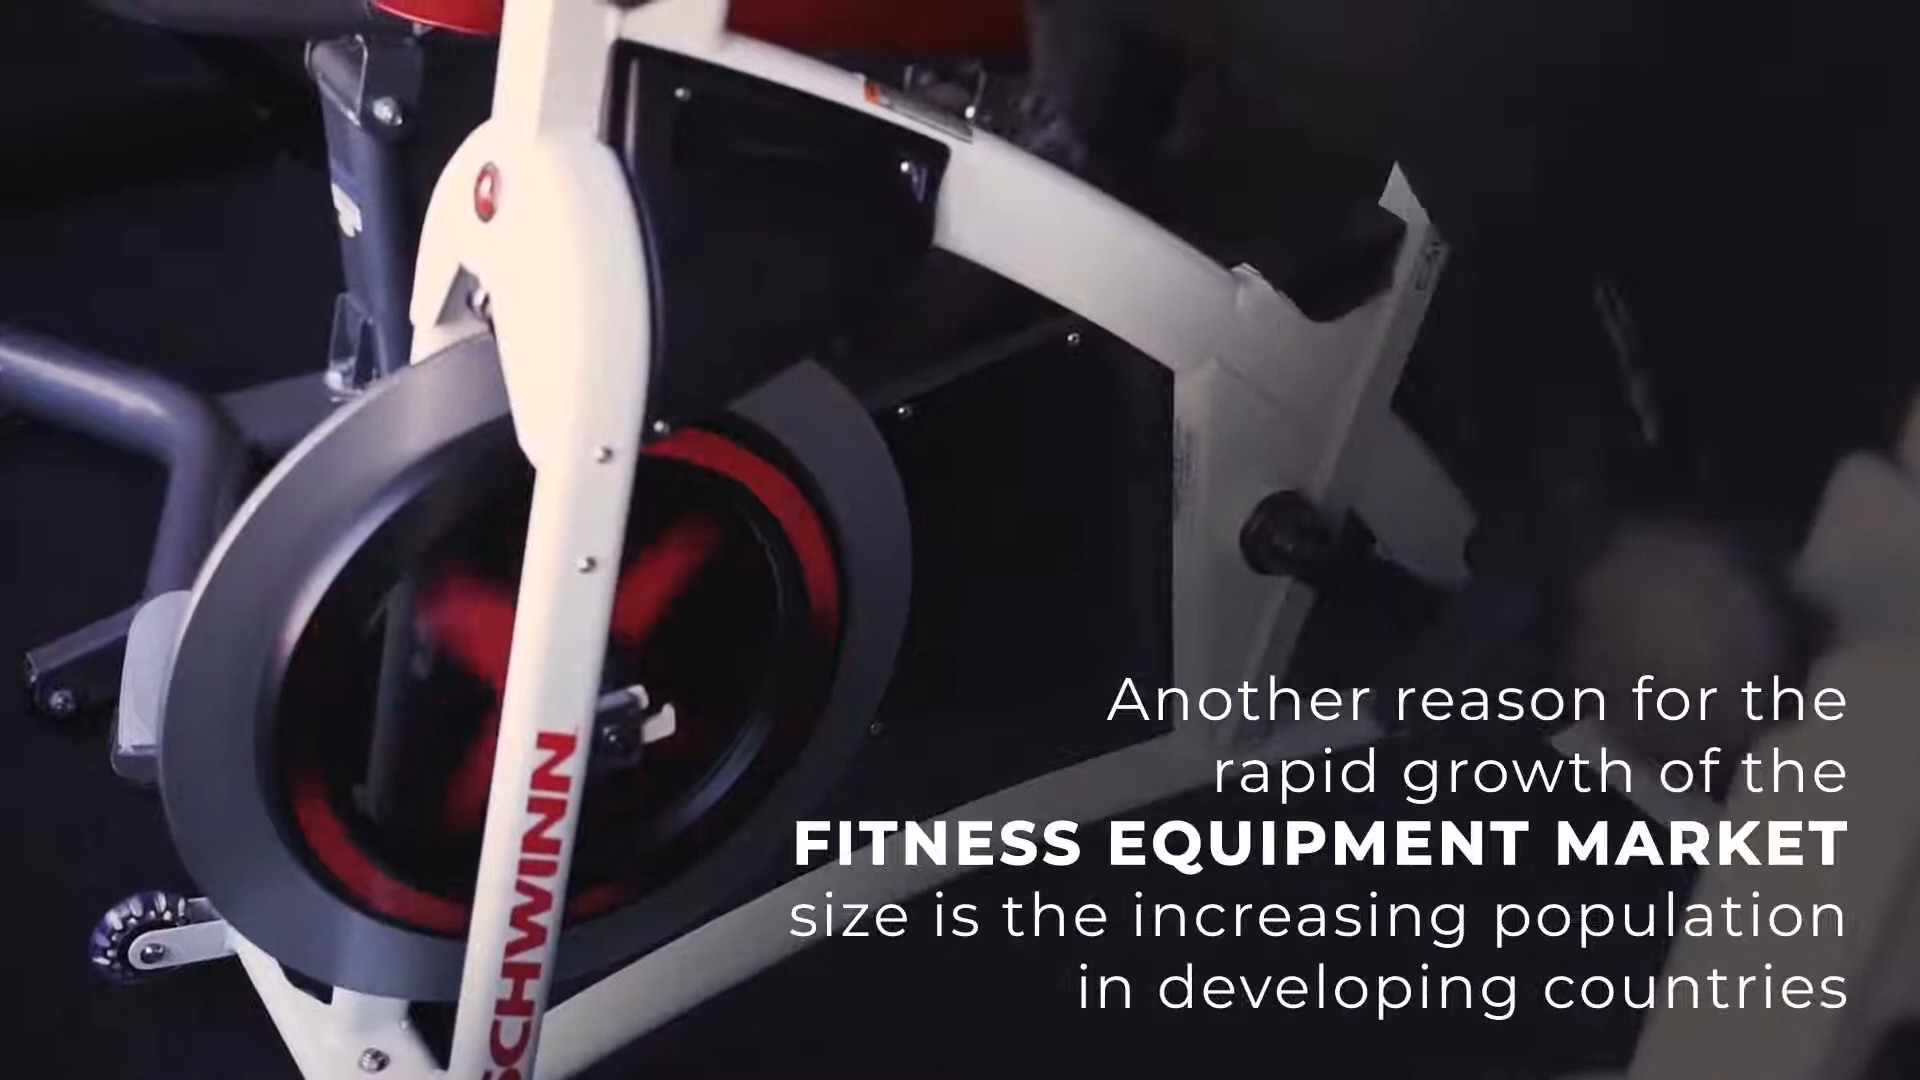 Another reason for the
rapid growth of the
FITNESS EQUIPMENT MARKET
size is the increasing population
in developing countries
SCHWINN